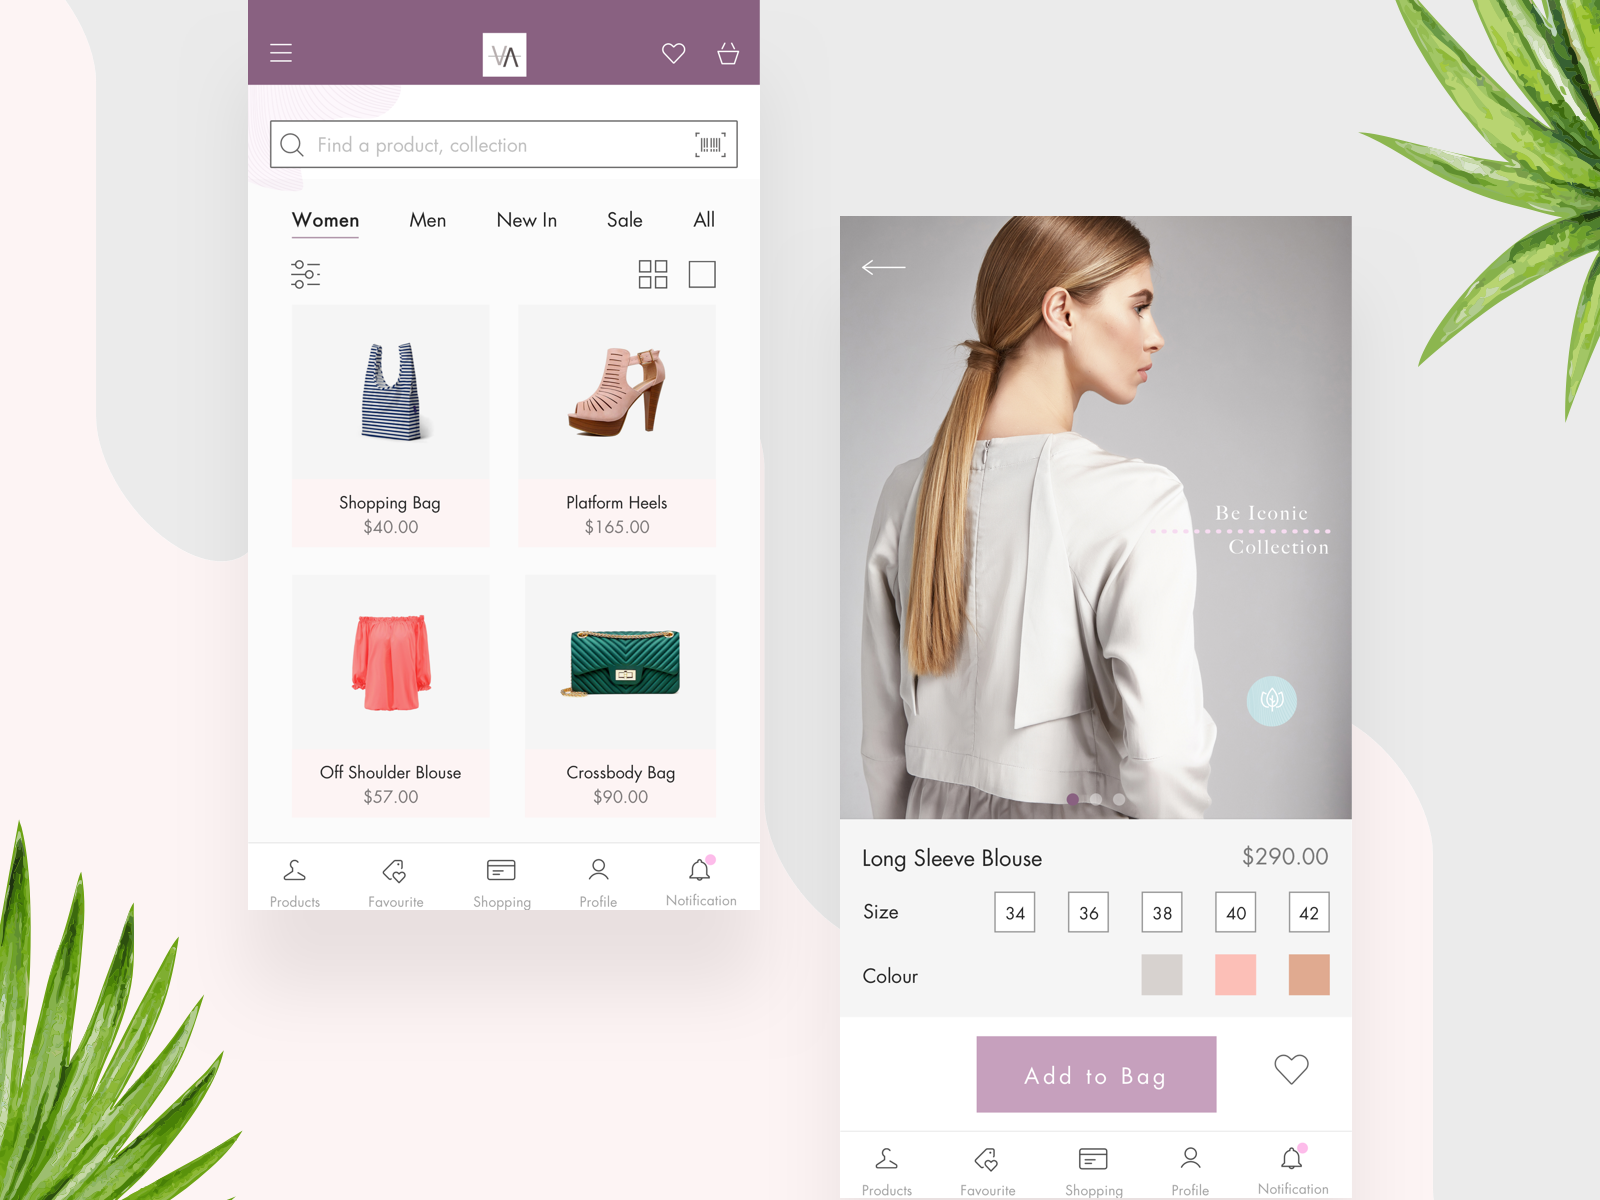 VA
Find a product, collection
Women Men New In Sale All
Shopping Bag
$40.00
Platform Heels
$165.00
Off Shoulder Blouse
$57.00
Crossbody Bag
$90.00
Products Favourite Shopping Profile Notification
Be Iconic
Collection
Long Sleeve Blouse $290.00
Size 34 36 38 40 42
Colour
Add to Bag
Products Favourite Shopping Profile Notification